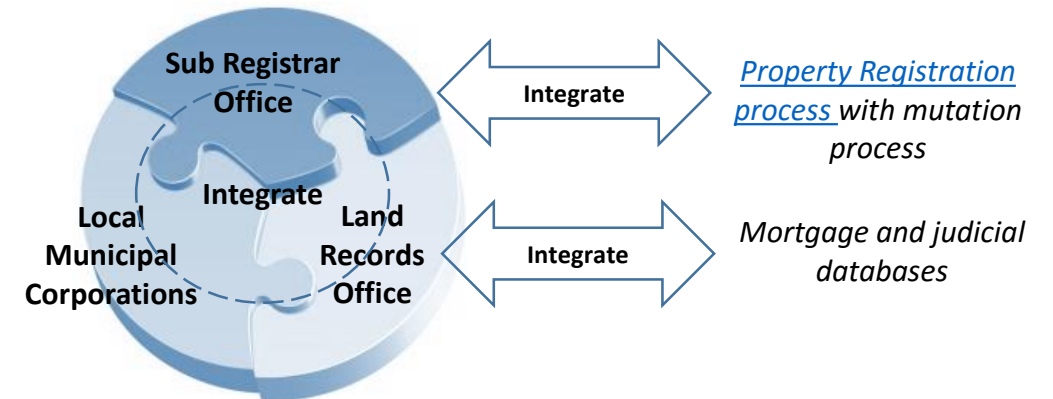 Sub Registrar
Office
Integrate
Local
Municipal
Corporations
Land
Records
Office
Integrate
Property Registration
process with mutation
process
Integrate
Mortgage and judicial
databases